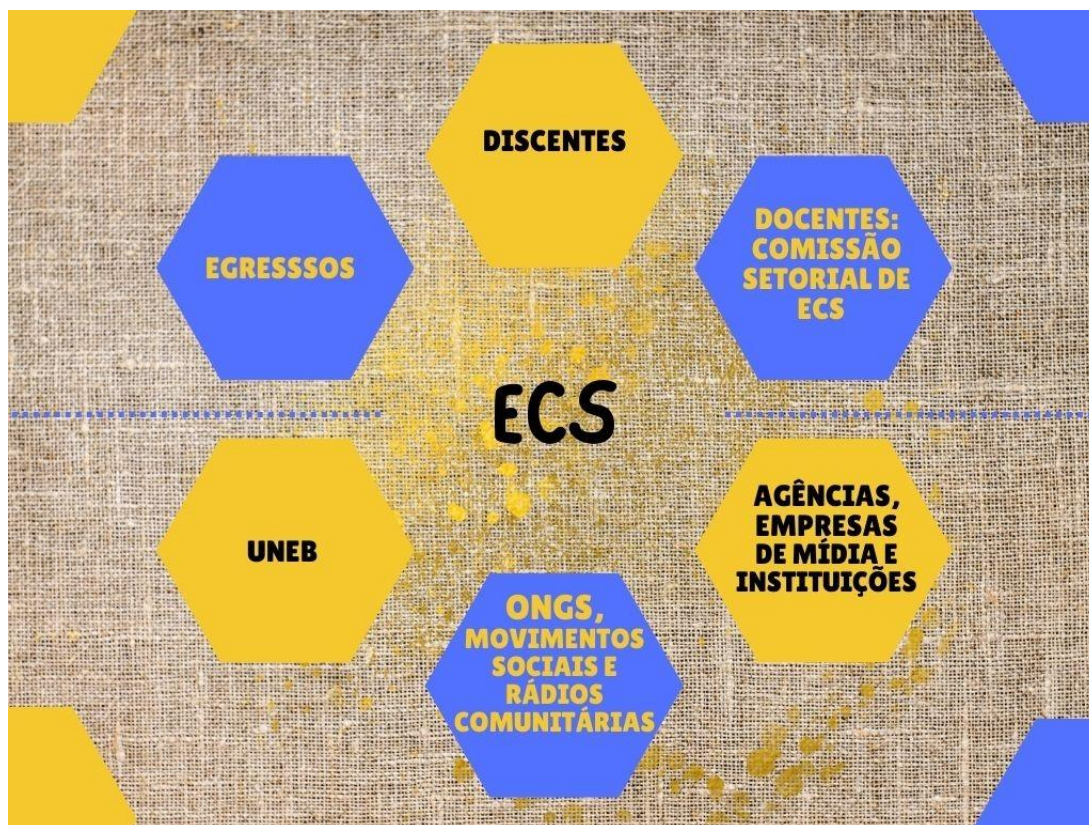 DISCENTES
EGRESSSOS
DOCENTES:
COMISSÃO
SETORIAL DE
ECS
ECS
UNEB
AGÊNCIAS,
EMPRESAS
DE MÍDIA E
INSTITUIÇÕES
ONGS,
MOVIMENTOS
SOCIAIS E
RÁDIOS
COMUNITÁRIAS